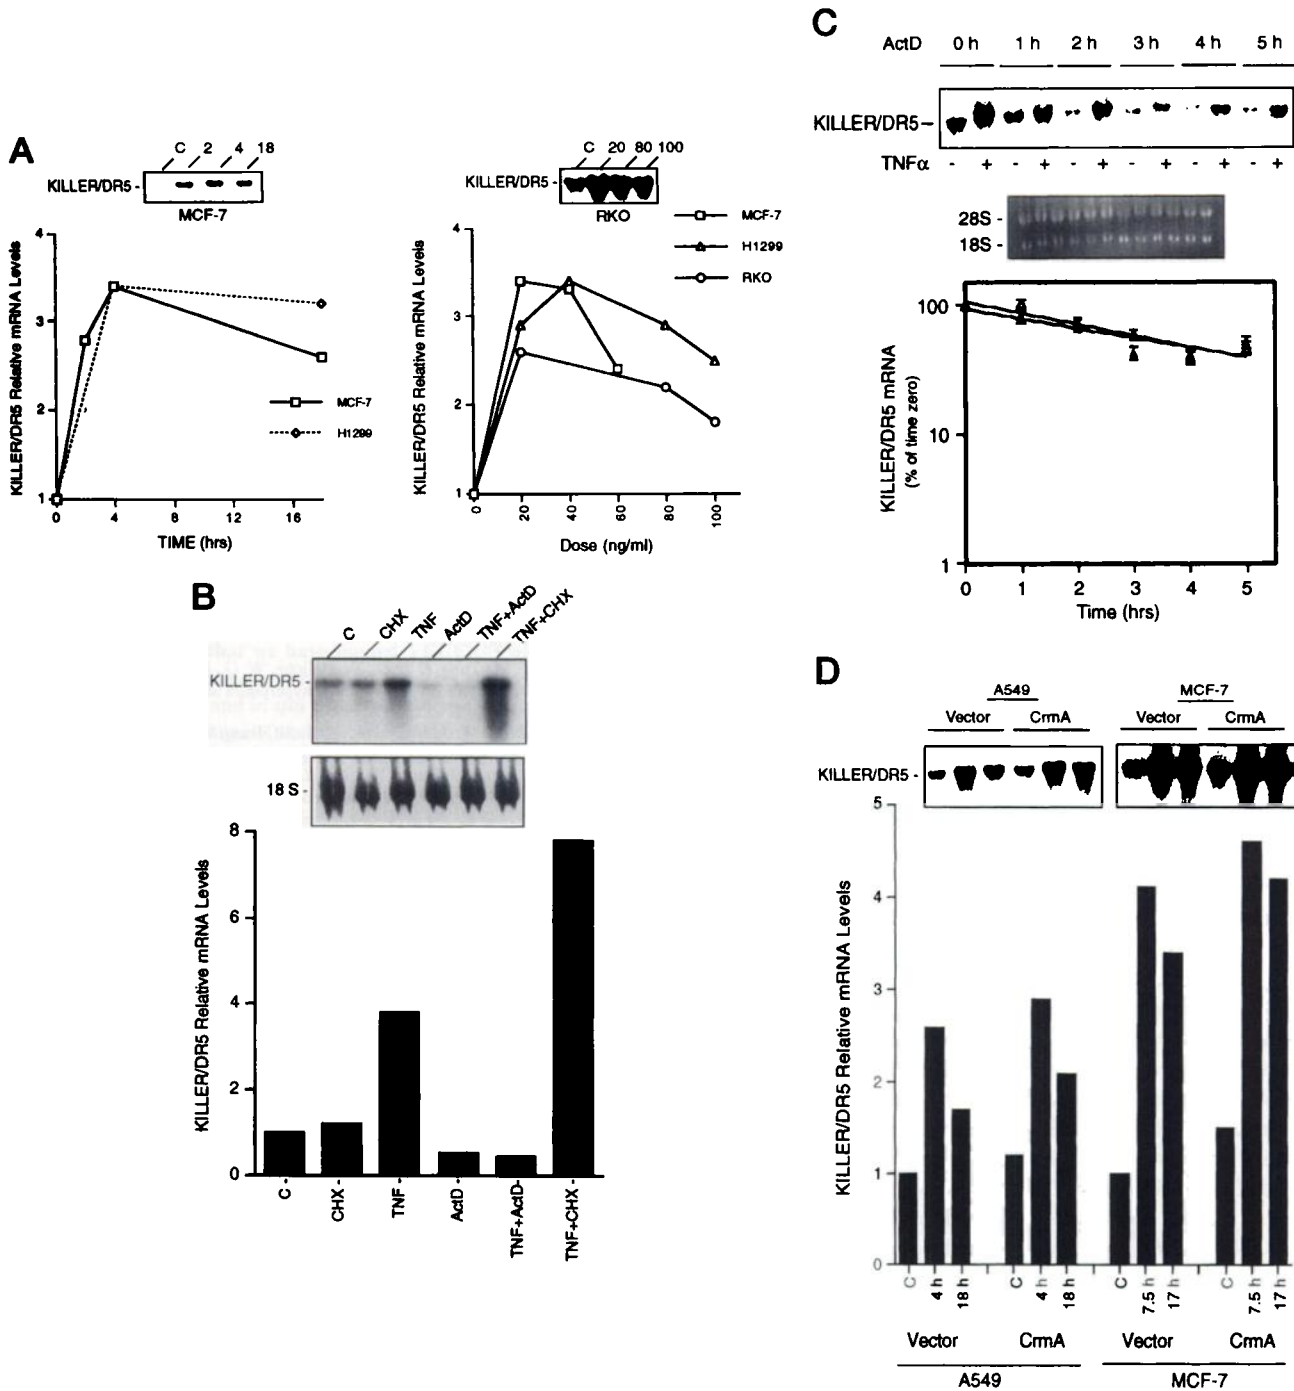 A
C 2 4 18
KILLER/DR5 -
MCF-7
KILLER/DR5 Relative mRNA Levels
4
3
2
1
0 4 8 12 16
TIME (hrs)
MCF-7
H1299
C 20 80 100
KILLER/DR5 -
RKO
MCF-7
H1299
RKO
KILLER/DR5 Relative mRNA Levels
4
3
2
1
0 20 40 60 80 100
Dose (ng/ml)
B
C CHX TNF ActD TNF+ActD TNF+CHX
KILLER/DR5 -
18 S -
KILLER/DR5 Relative mRNA Levels
8
6
4
2
0
C - CHX - TNF - ActD - TNF+ActD- TNF+CHX -
C
ActD 0 h 1 h 2 h 3 h 4 h 5 h
KILLER/DR5 -
TNFα - + - + - + - + - + - +
28S -
18S -
KILLER/DR5 mRNA
(% of time zero)
100
10
1
0 1 2 3 4 5
Time (hrs)
D
A549 MCF-7
Vector CrmA Vector CrmA
KILLER/DR5 -
KILLER/DR5 Relative mRNA Levels
5
4
3
2
1
0
C 4 h 18 h C 4 h 18 h C 7.5 h 17 h C 7.5 h 17 h
Vector CrmA Vector CrmA
A549 MCF-7